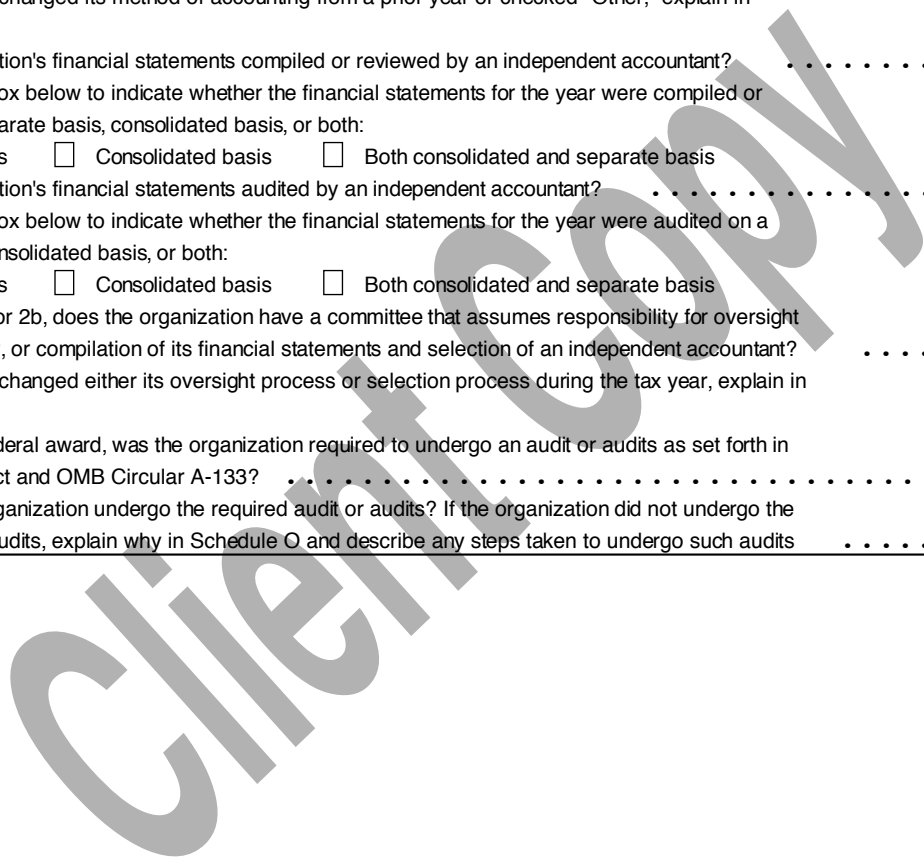 changed its method of accounting from a prior year or checked "Other," explain in
tion's financial statements compiled or reviewed by an independent accountant? . . . . . . . .
ox below to indicate whether the financial statements for the year were compiled or
arate basis, consolidated basis, or both:
s ☐ Consolidated basis ☐ Both consolidated and separate basis
tion's financial statements audited by an independent accountant? . . . . . . . . . . . . . . .
ox below to indicate whether the financial statements for the year were audited on a
nsolidated basis, or both:
s ☐ Consolidated basis ☐ Both consolidated and separate basis
or 2b, does the organization have a committee that assumes responsibility for oversight
, or compilation of its financial statements and selection of an independent accountant? . . . .
changed either its oversight process or selection process during the tax year, explain in
deral award, was the organization required to undergo an audit or audits as set forth in
ct and OMB Circular A-133? . . . . . . . . . . . . . . . . . . . . . . . . . . . . . . . . .
ganization undergo the required audit or audits? If the organization did not undergo the
udits, explain why in Schedule O and describe any steps taken to undergo such audits . . . . .
Client Copy